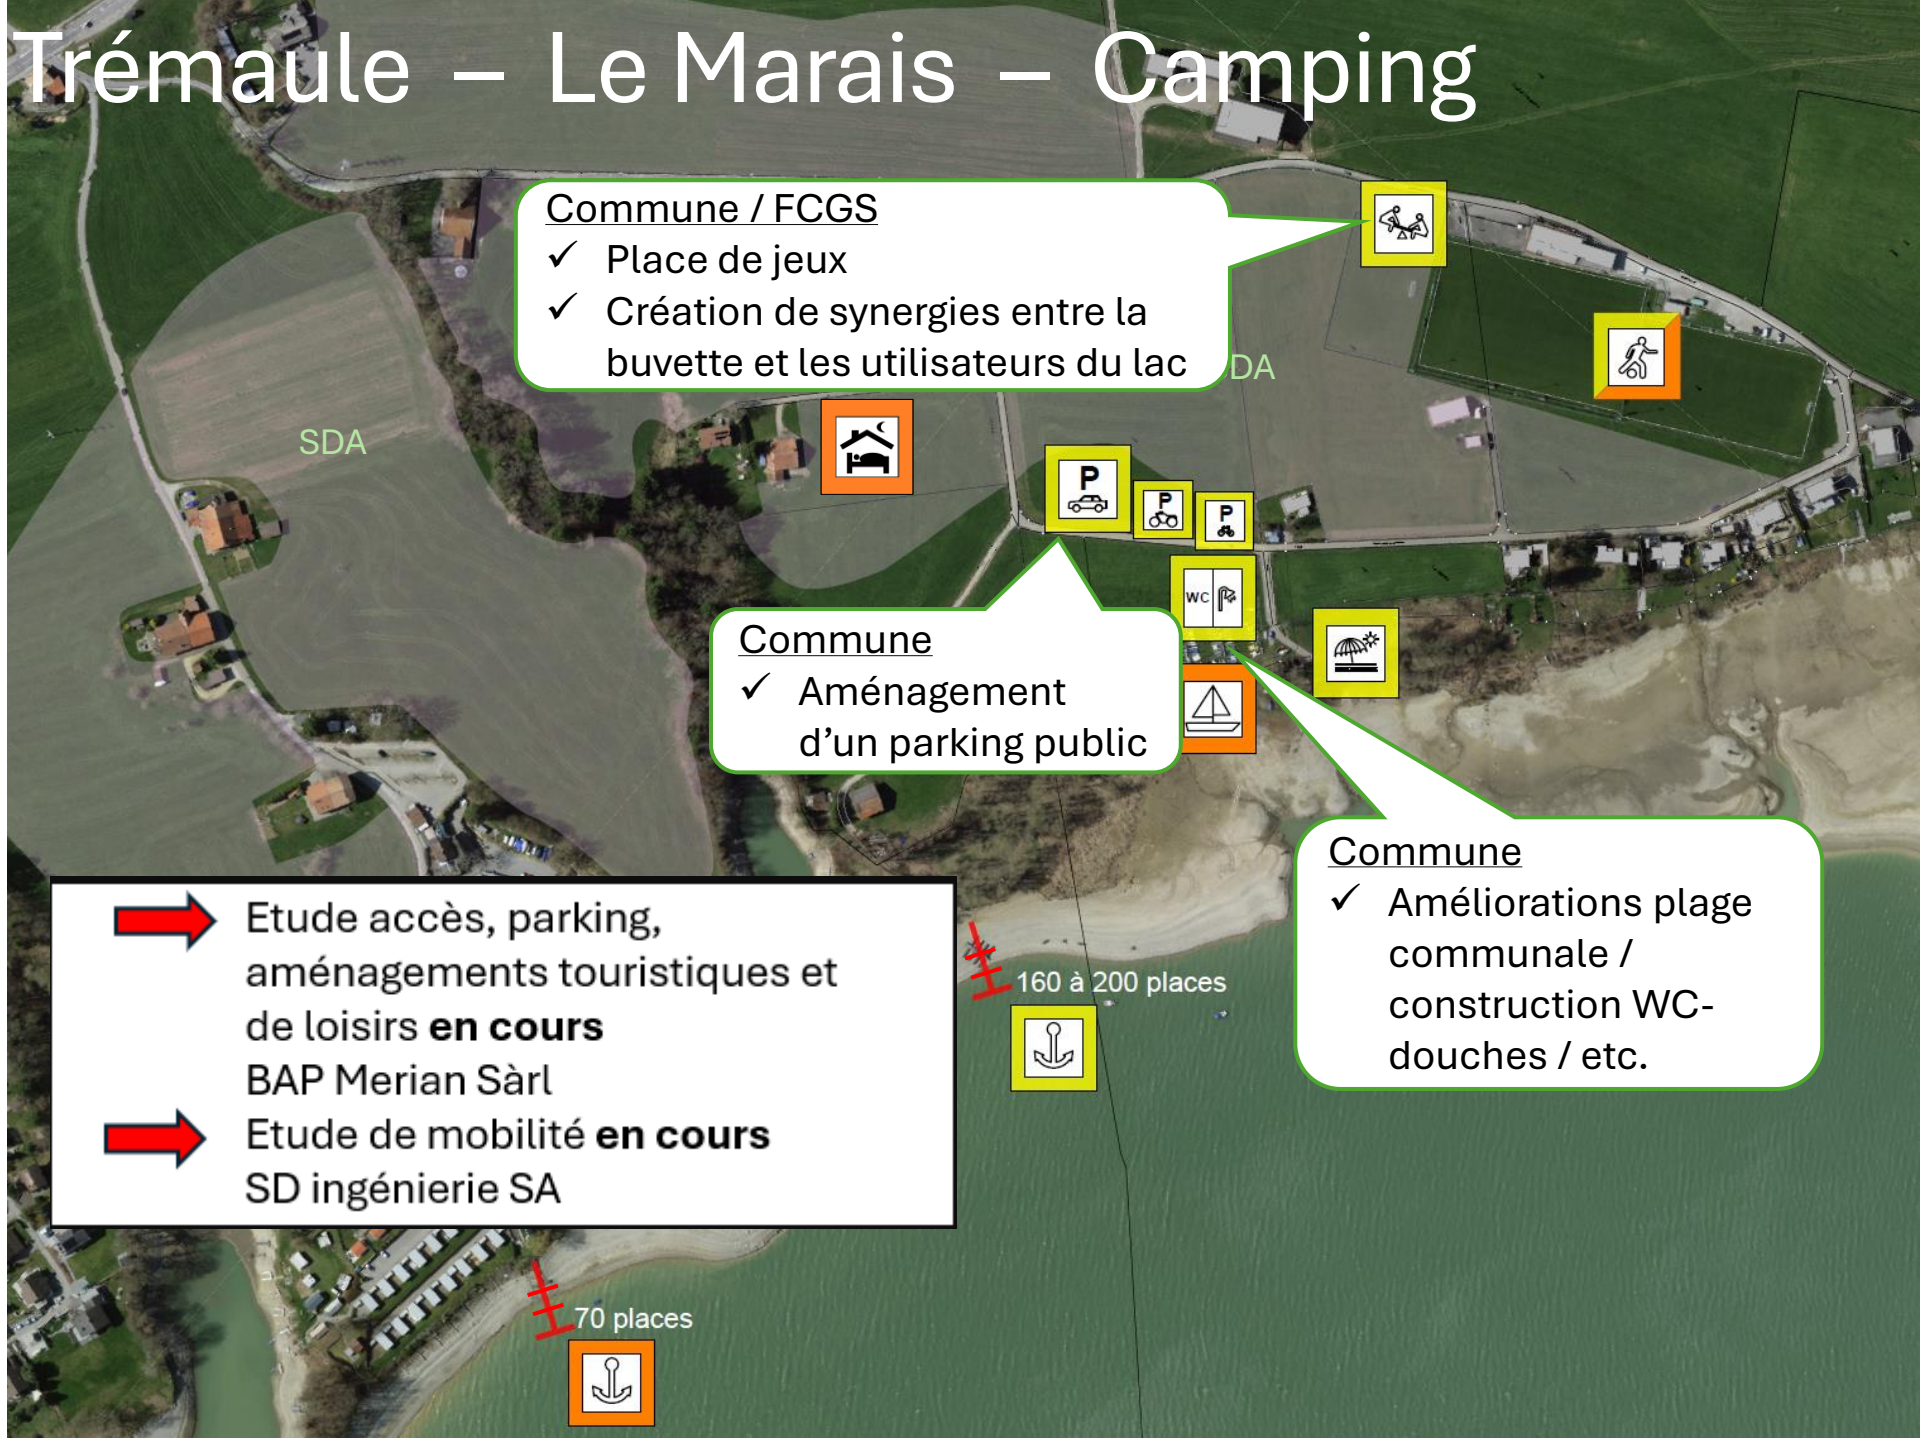 Trémaule – Le Marais – Camping
Commune / FCGS
✓ Place de jeux
✓ Création de synergies entre la
buvette et les utilisateurs du lac
DA
SDA
P
P
P
WC
Commune
✓ Aménagement
d’un parking public
Commune
✓ Améliorations plage
communale /
construction WC-
douches / etc.
Etude accès, parking,
aménagements touristiques et
de loisirs en cours
BAP Merian Sàrl
Etude de mobilité en cours
SD ingénierie SA
160 à 200 places
70 places